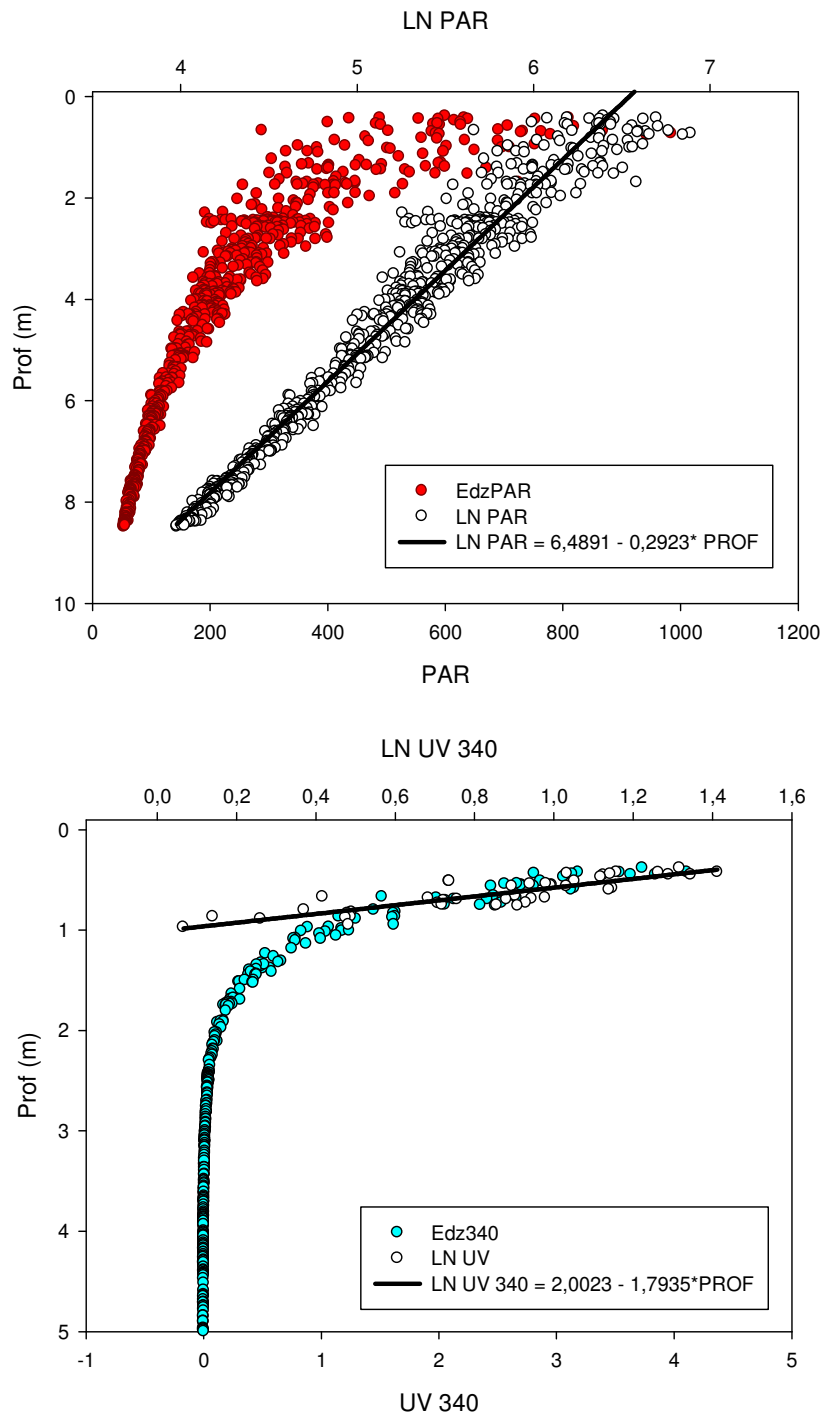 LN PAR
4 5 6 7
0
2
4
6
8
10
Prof (m)
EdzPAR
LN PAR
LN PAR = 6,4891 - 0,2923* PROF
0 200 400 600 800 1000 1200
PAR
LN UV 340
0,0 0,2 0,4 0,6 0,8 1,0 1,2 1,4 1,6
0
1
2
3
4
5
Prof (m)
Edz340
LN UV
LN UV 340 = 2,0023 - 1,7935*PROF
-1 0 1 2 3 4 5
UV 340